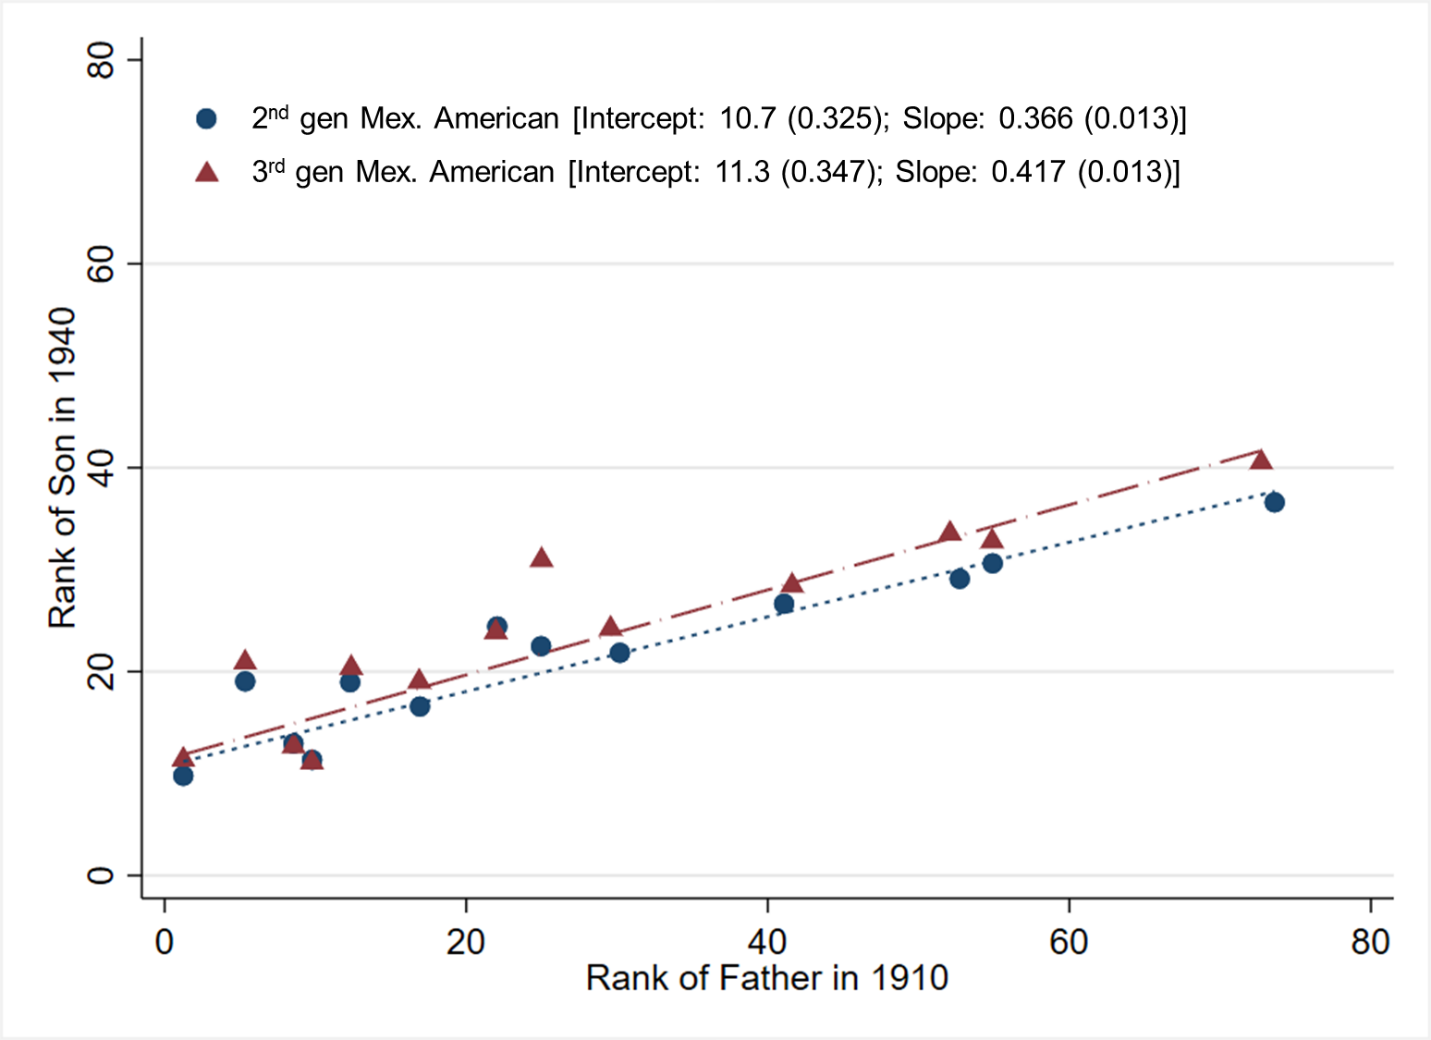 80
2nd gen Mex. American [Intercept: 10.7 (0.325); Slope: 0.366 (0.013)]
3rd gen Mex. American [Intercept: 11.3 (0.347); Slope: 0.417 (0.013)]
60
Rank of Son in 1940
40
20
0
0 20 40 60 80
Rank of Father in 1910